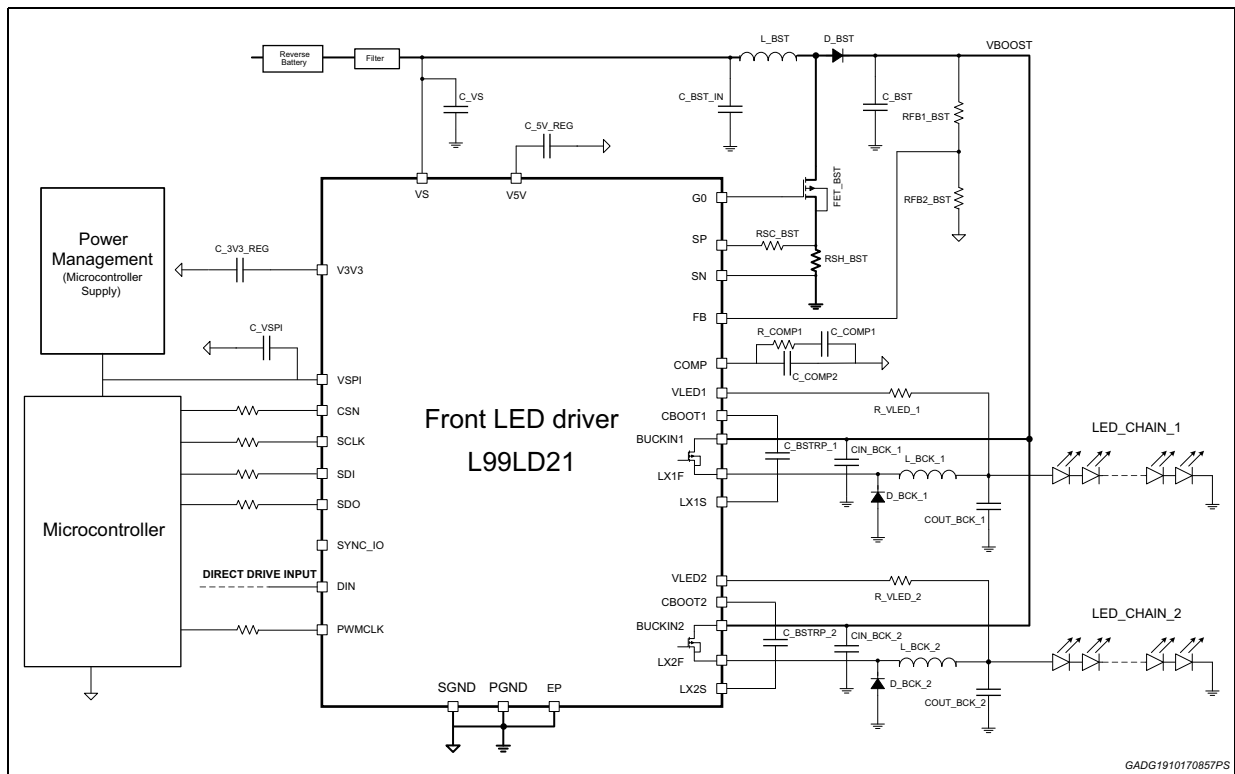 L_BST
D_BST
VBOOST
Reverse
Battery
Filter
C_VS
C_BST_IN
C_BST
RFB1_BST
C_5V_REG
VS
V5V
G0
FET_BST
RFB2_BST
Power
Management
(Microcontroller
Supply)
C_3V3_REG
V3V3
SP
RSC_BST
RSH_BST
SN
FB
C_VSPI
VSPI
R_COMP1
C_COMP1
COMP
C_COMP2
VLED1
R_VLED_1
CSN
SCLK
SDI
SDO
SYNC_IO
DIRECT DRIVE INPUT
DIN
PWMCLK
Microcontroller
Front LED driver
L99LD21
CBOOT1
BUCKIN1
C_BSTRP_1
CIN_BCK_1
L_BCK_1
LED_CHAIN_1
LX1F
D_BCK_1
LX1S
COUT_BCK_1
VLED2
R_VLED_2
CBOOT2
BUCKIN2
C_BSTRP_2
CIN_BCK_2
L_BCK_2
LED_CHAIN_2
LX2F
D_BCK_2
LX2S
COUT_BCK_2
SGND
PGND
EP
GADG1910170857PS